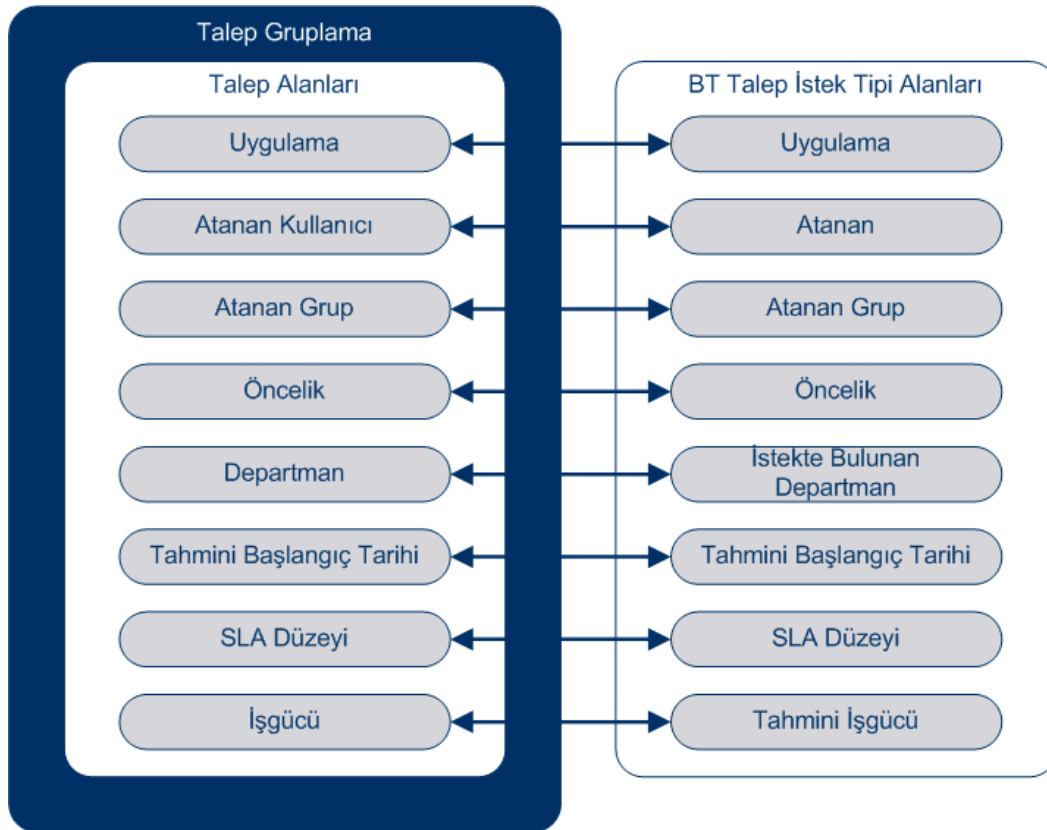 Talep Gruplama
Talep Alanları
BT Talep İstek Tipi Alanları
Uygulama
Uygulama
Atanan Kullanıcı
Atanan
Atanan Grup
Atanan Grup
Öncelik
Öncelik
Departman
İstekte Bulunan
Departman
Tahmini Başlangıç Tarihi
Tahmini Başlangıç Tarihi
SLA Düzeyi
SLA Düzeyi
İşgücü
Tahmini İşgücü